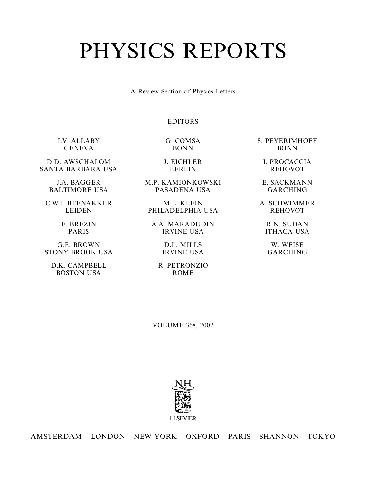 PHYSICS REPORTS
A Review Section of Physics Letters
EDITORS
J.V. ALLABY
GENEVA
D.D. AWSCHALOM
SANTA BARBARA USA
J.A. BAGGER
BALTIMORE USA
C.W.J. BEENAKKER
LEIDEN
E. BREZIN
PARIS
G.E. BROWN
STONY BROOK USA
D.K. CAMPBELL
BOSTON USA
G. COMSA
BONN
J. EICHLER
BERLIN
M.P. KAMIONKOWSKI
PASADENA USA
M.L. KLEIN
PHILADELPHIA USA
A.A. MARADUDIN
IRVINE USA
D.L. MILLS
IRVINE USA
R. PETRONZIO
ROME
S. PEYERIMHOFF
BONN
I. PROCACCIA
REHOVOT
E. SACKMANN
GARCHING
A. SCHWIMMER
REHOVOT
R.N. SUDAN
ITHACA USA
W. WEISE
GARCHING
VOLUME 2002
NH
ELSEVIER
AMSTERDAM LONDON NEW YORK OXFORD PARIS SHANNON TOKYO